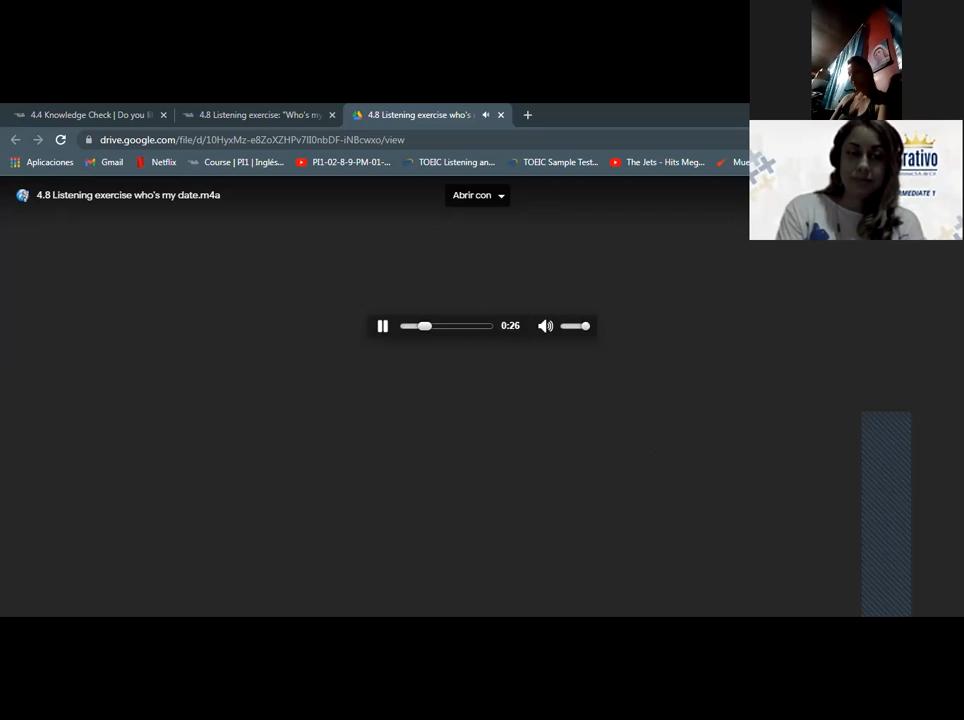 4.4 Knowledge Check | Do you
4.8 Listening exercise: "Who's my
4.8 Listening exercise who's
drive.google.com/file/d/10HyxMz-e8ZoXZHPv7lI0nbDF-iNBcwxo/view
Aplicaciones
Gmail
Netflix
Course | PI1 | Inglés...
PI1-02-8-9-PM-01-...
TOEIC Listening an...
TOEIC Sample Test...
The Jets - Hits Meg...
Mue
4.8 Listening exercise who's my date.m4a
Abrir con
0:26
rativo
MEDIATE 1